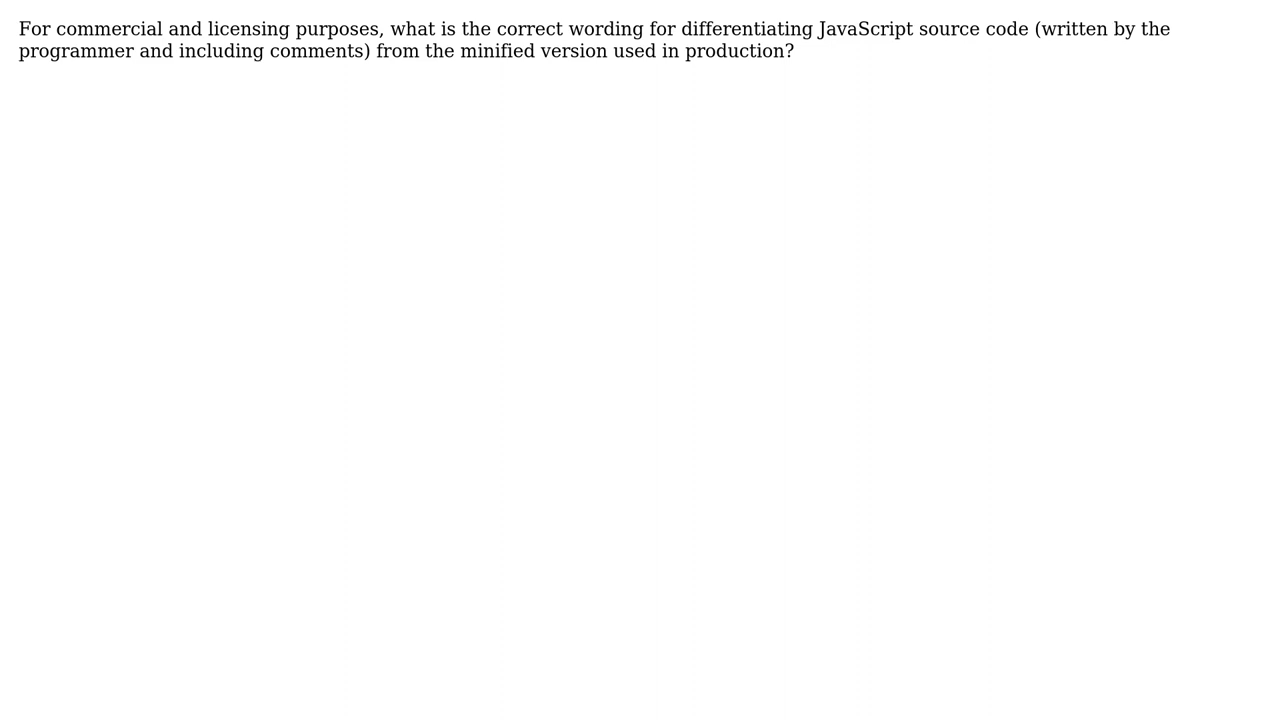 For commercial and licensing purposes, what is the correct wording for differentiating JavaScript source code (written by the
programmer and including comments) from the minified version used in production?